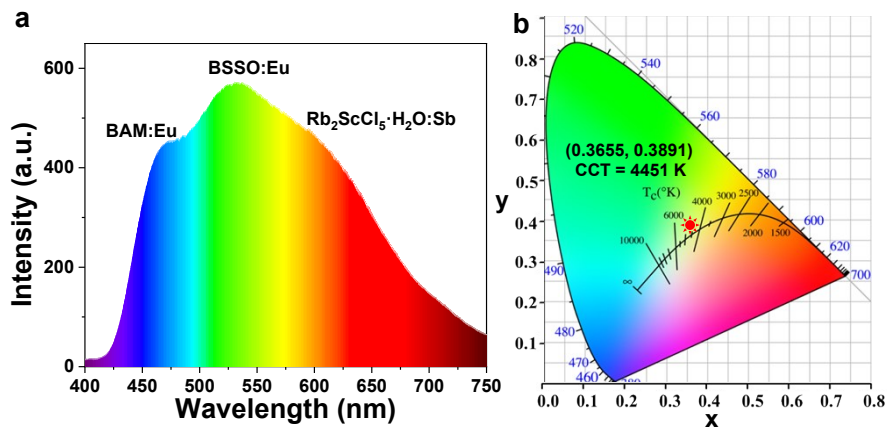 a
600
400
200
0
400 450 500 550 600 650 700 750
Intensity (a.u.)
Wavelength (nm)
BAM:Eu
BSSO:Eu
Rb₂ScCl₅·H₂O:Sb
b
0.9
0.8
0.7
0.6
0.5
0.4
0.3
0.2
0.1
0.0
0.0 0.1 0.2 0.3 0.4 0.5 0.6 0.7 0.8
y
x
520
540
560
580
600
620
700
490
480
470
460
(0.3655, 0.3891)
CCT = 4451 K
T_c(°K)
∞
10000
6000
4000
3000
2500
2000
1500